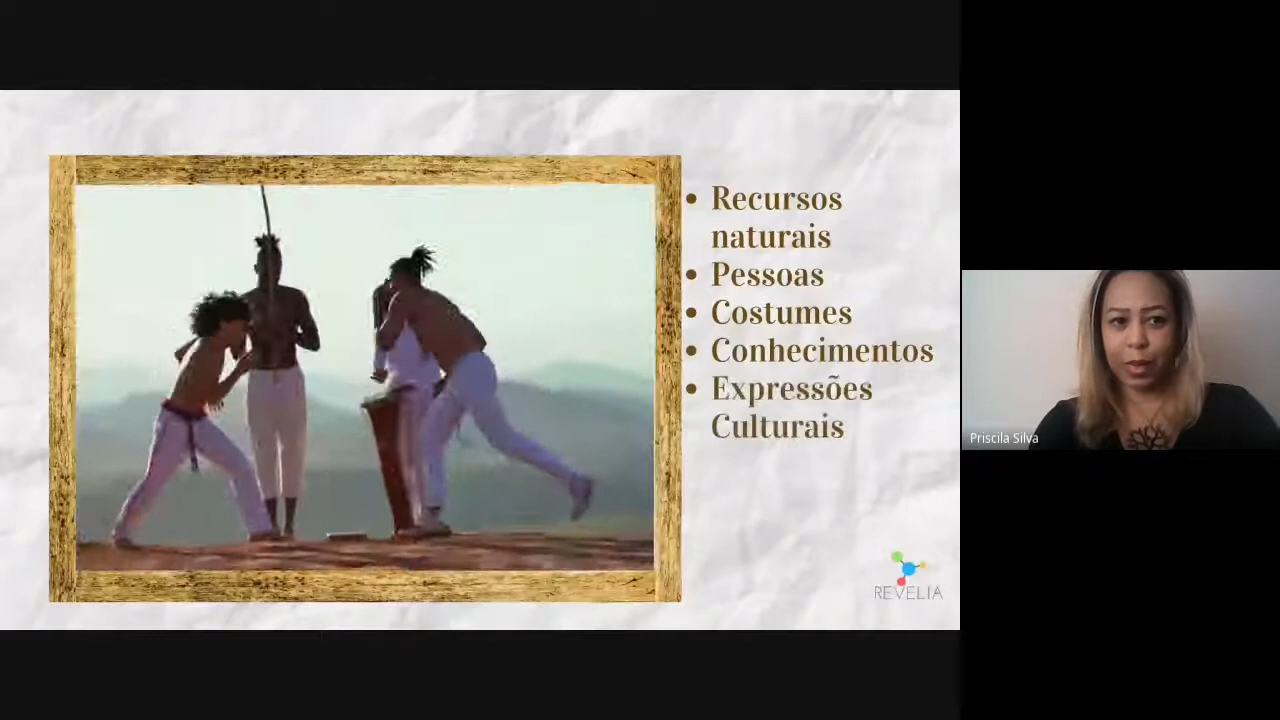 Recursos
naturais
Pessoas
Costumes
Conhecimentos
Expressões
Culturais
REVELIA
Priscila Silva